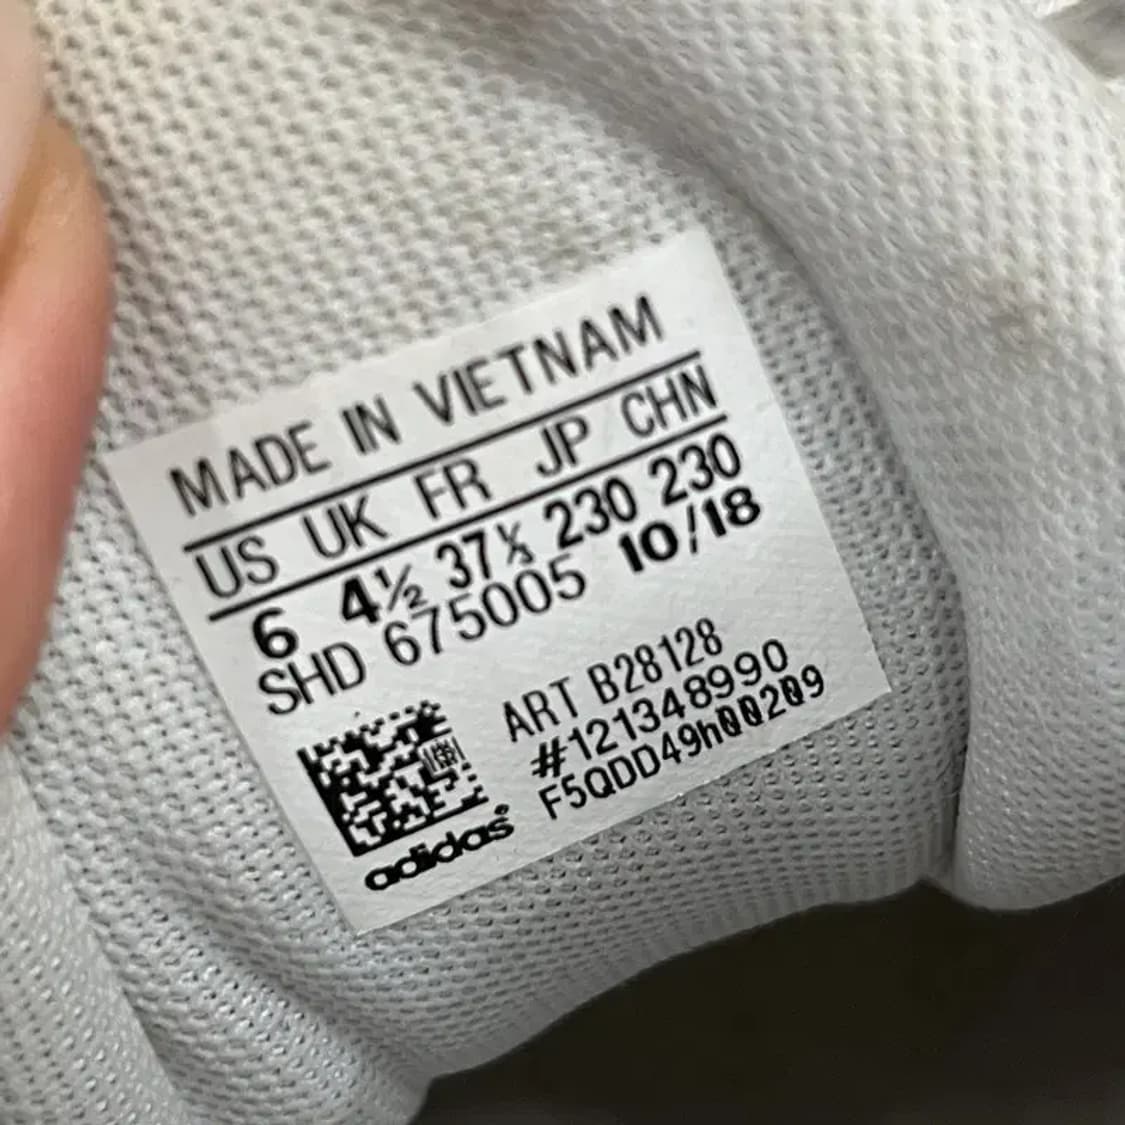 MADE IN VIETNAM
US UK FR JP CHN
6 4½ 37⅓ 230 230
SHD 675005 10/18
ART B28128
#121348990
F5QDD49h00209
adidas